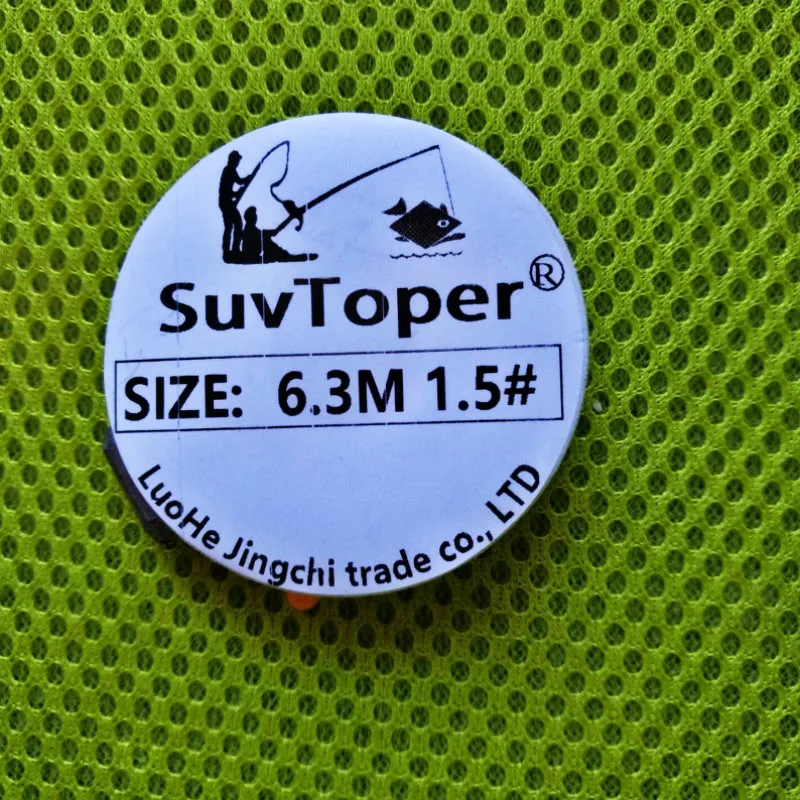 SuvToper®
SIZE: 6.3M 1.5#
LuoHe Jingchi trade co., LTD